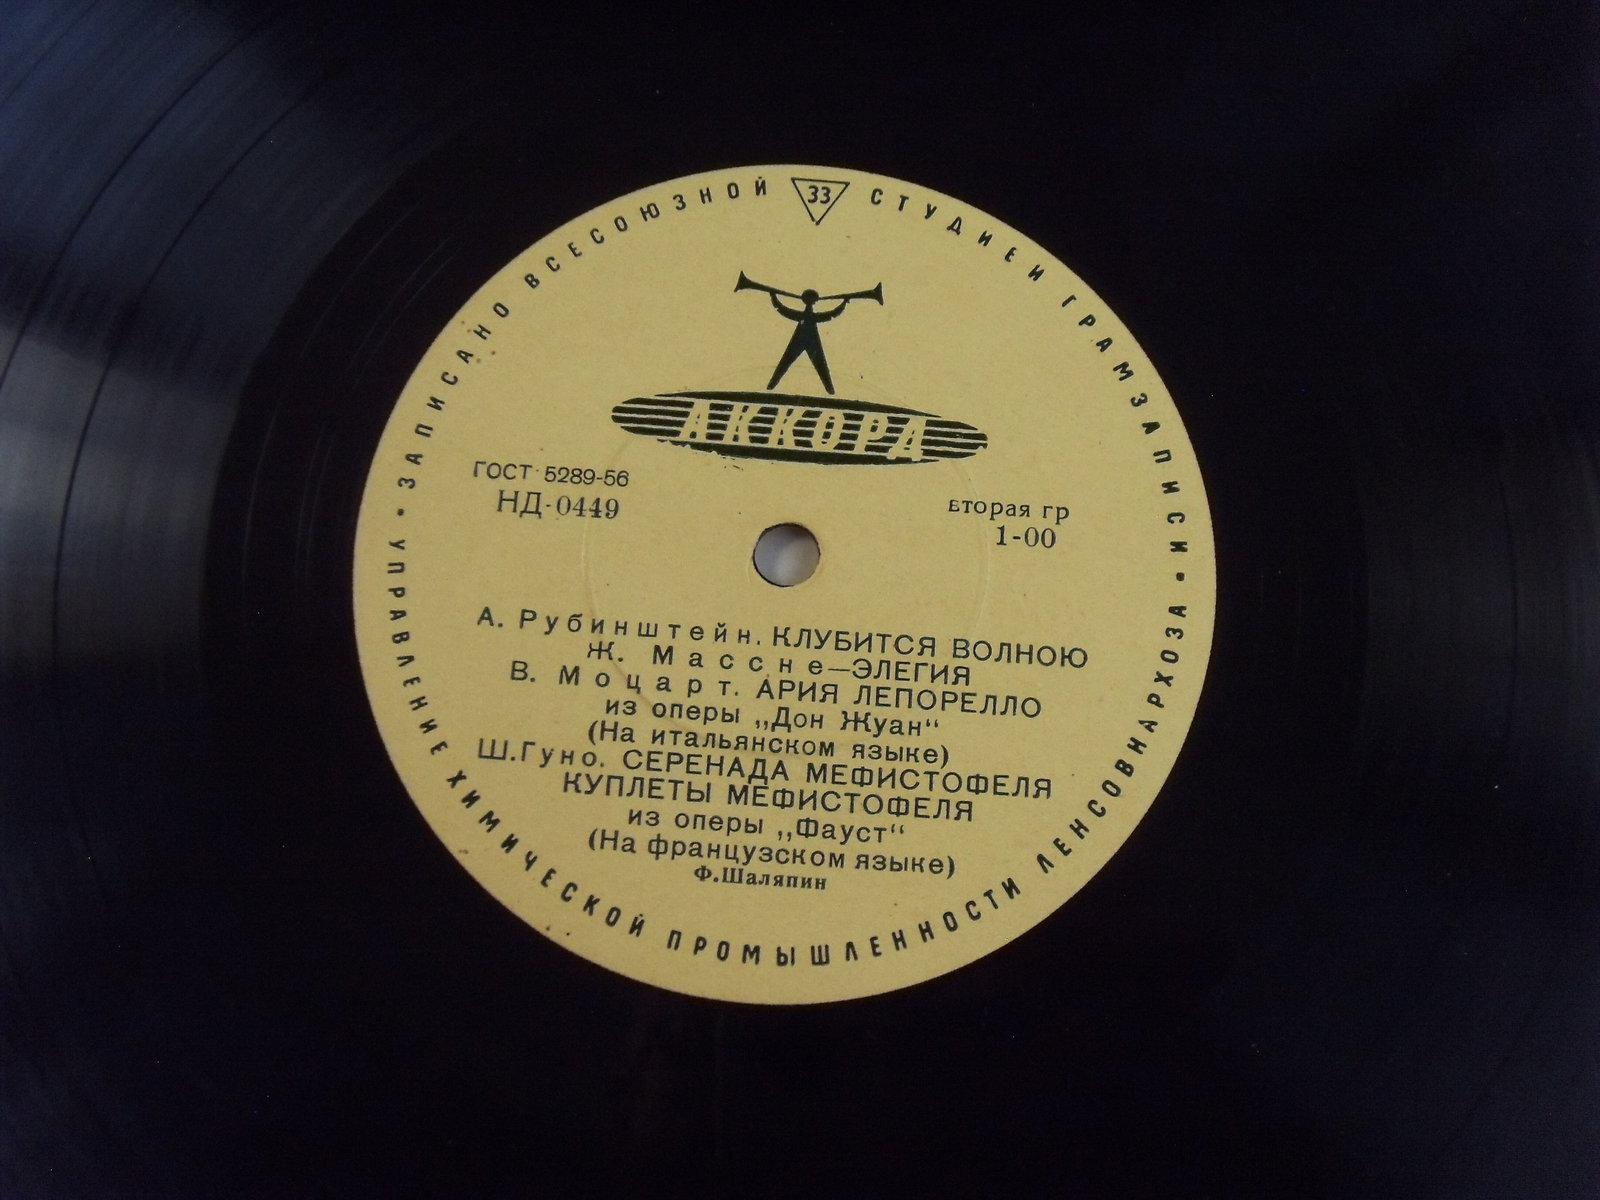 ЗАПИСАНО ВСЕСОЮЗНОЙ 33 СТУДИЕЙ ГРАМЗАПИСИ •
УПРАВЛЕНИЕ ХИМИЧЕСКОЙ ПРОМЫШЛЕННОСТИ ЛЕНСОВНАРХОЗА •
АККОРД
ГОСТ 5289-56
НД-0449
вторая гр
1-00
А. Рубинштейн. КЛУБИТСЯ ВОЛНОЮ
Ж. Массне—ЭЛЕГИЯ
В. Моцарт. АРИЯ ЛЕПОРЕЛЛО
из оперы „Дон Жуан“
(На итальянском языке)
Ш.Гуно. СЕРЕНАДА МЕФИСТОФЕЛЯ
КУПЛЕТЫ МЕФИСТОФЕЛЯ
из оперы „Фауст“
(На французском языке)
Ф.Шаляпин